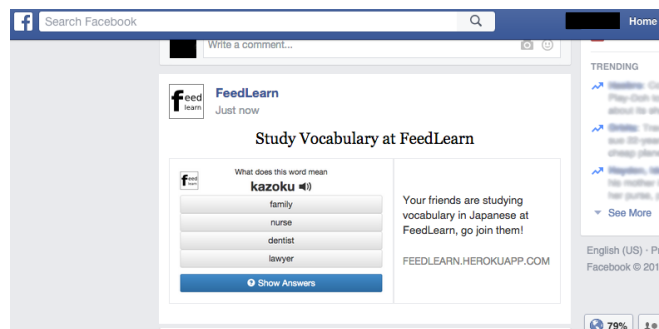 Search Facebook
Home
Write a comment...
TRENDING
feed
learn
FeedLearn
Just now
Study Vocabulary at FeedLearn
feed
learn
What does this word mean
kazoku
family
nurse
dentist
lawyer
Show Answers
Your friends are studying
vocabulary in Japanese at
FeedLearn, go join them!
FEEDLEARN.HEROKUAPP.COM
See More
English (US) ·
Facebook © 201
79%